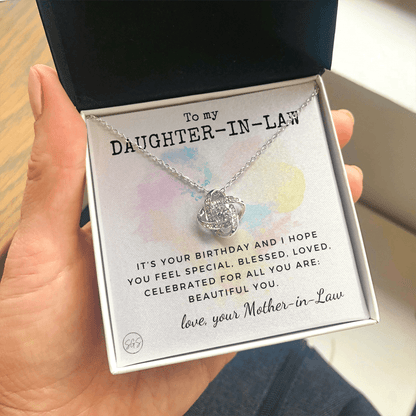 To my
DAUGHTER-IN-LAW
IT'S YOUR BIRTHDAY AND I HOPE
YOU FEEL SPECIAL, BLESSED, LOVED,
CELEBRATED FOR ALL YOU ARE:
BEAUTIFUL YOU.
love, your Mother-in-Law
SGS